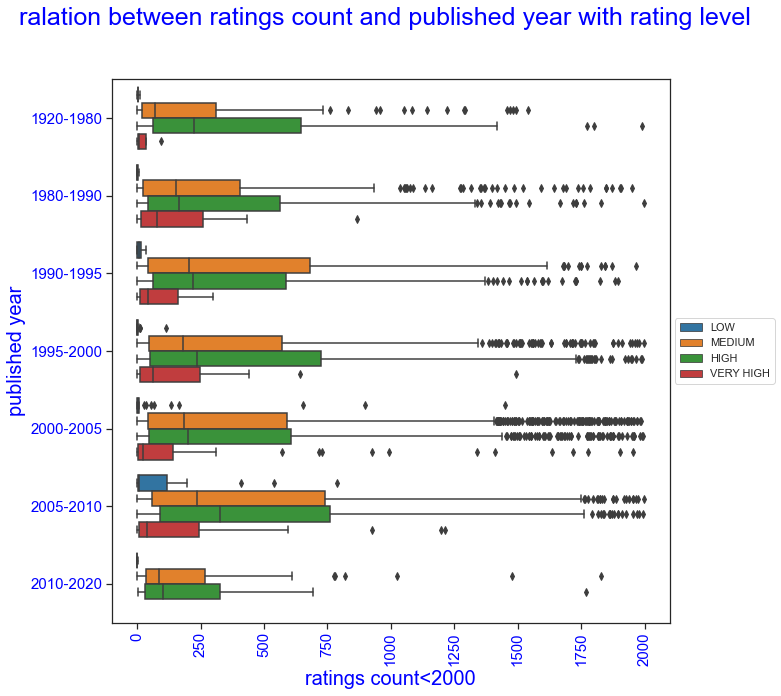 ralation between ratings count and published year with rating level
published year
1920-1980
1980-1990
1990-1995
1995-2000
2000-2005
2005-2010
2010-2020
LOW
MEDIUM
HIGH
VERY HIGH
0
250
500
750
1000
1250
1500
1750
2000
ratings count<2000